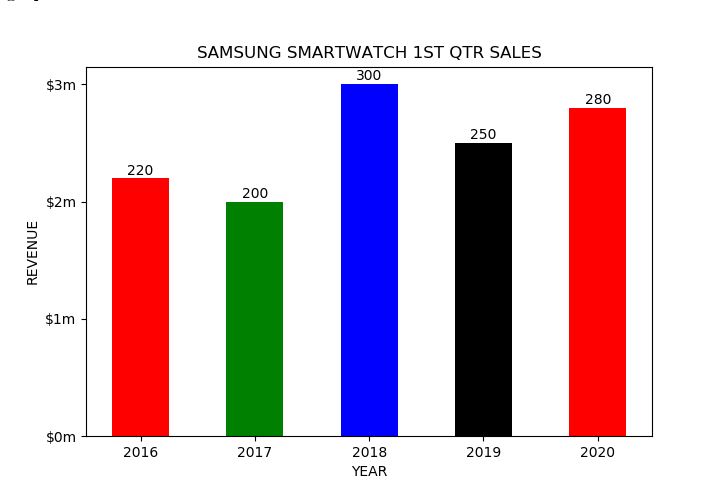 SAMSUNG SMARTWATCH 1ST QTR SALES
300
$3m
280
250
220
200
$2m
REVENUE
$1m
$0m
2016 2017 2018 2019 2020
YEAR